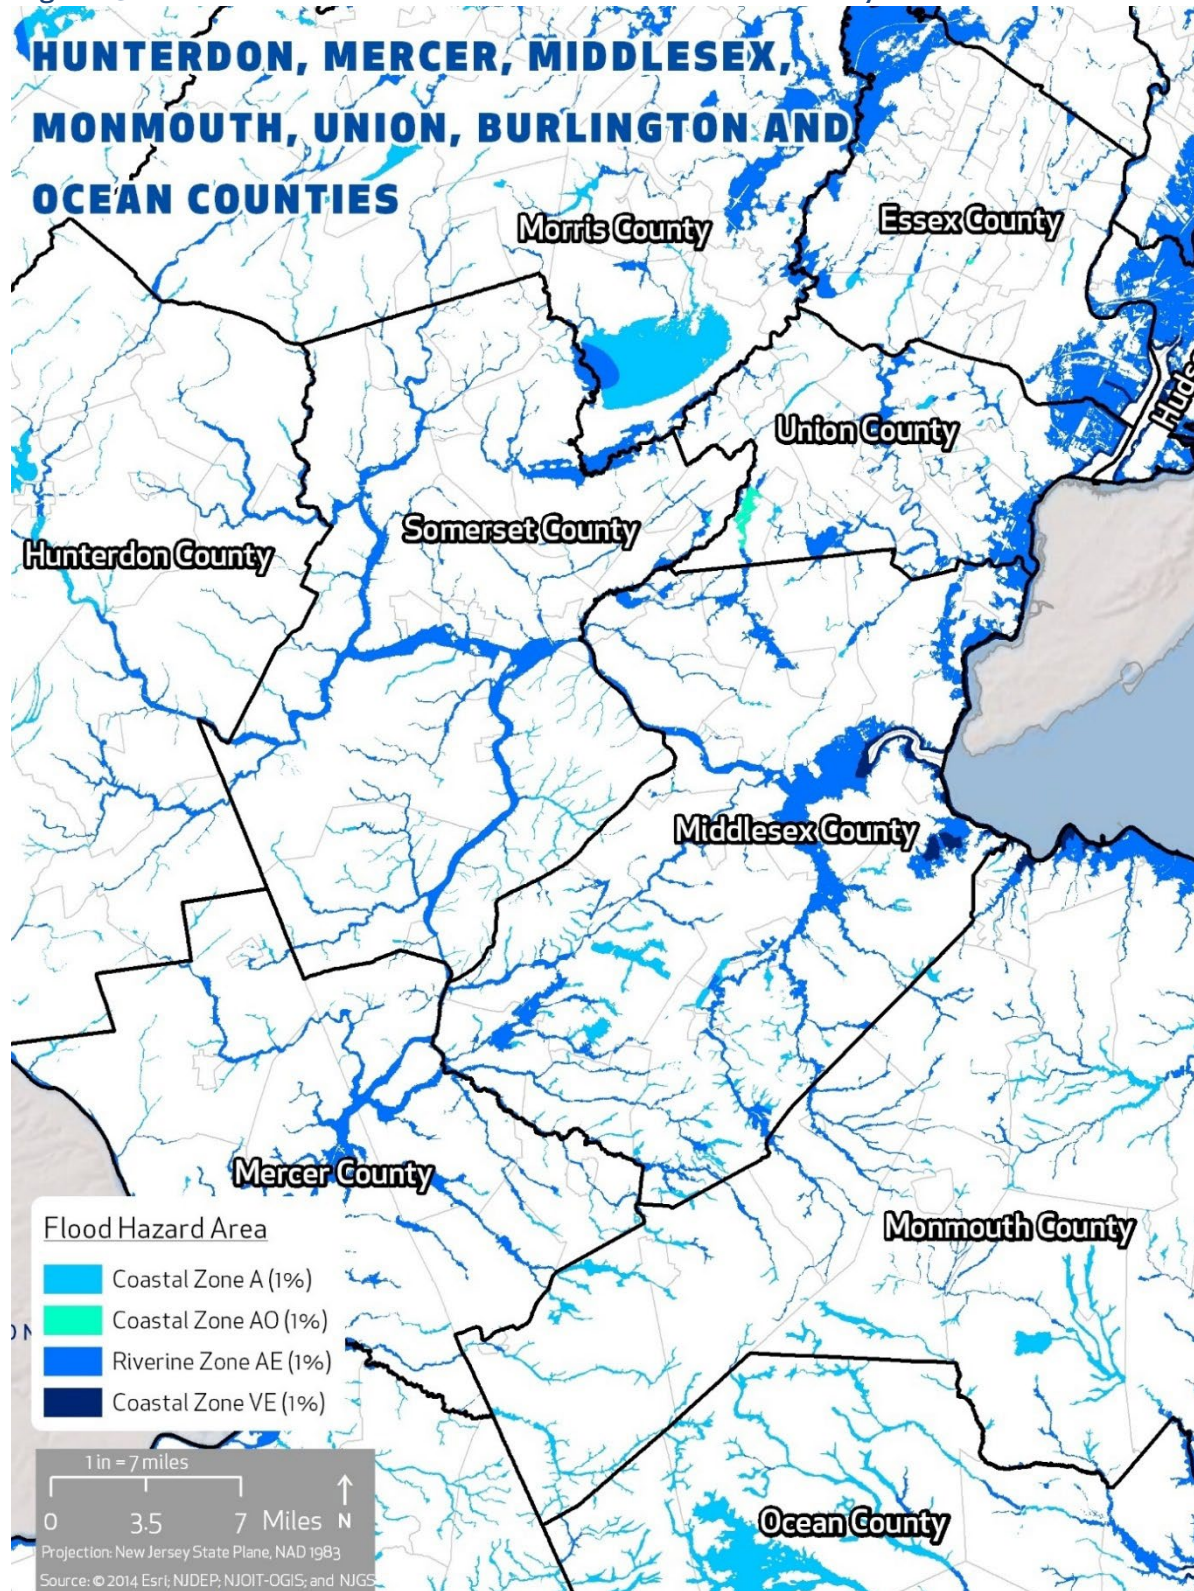 HUNTERDON, MERCER, MIDDLESEX,
MONMOUTH, UNION, BURLINGTON AND
OCEAN COUNTIES
Morris County
Essex County
Union County
Somerset County
Hunterdon County
Middlesex County
Mercer County
Monmouth County
Ocean County
Flood Hazard Area
Coastal Zone A (1%)
Coastal Zone AO (1%)
Riverine Zone AE (1%)
Coastal Zone VE (1%)
1 in = 7 miles
0 3.5 7 Miles N
Projection: New Jersey State Plane, NAD 1983
Source: © 2014 Esri; NJDEP; NJOIT-OGIS; and NJGS